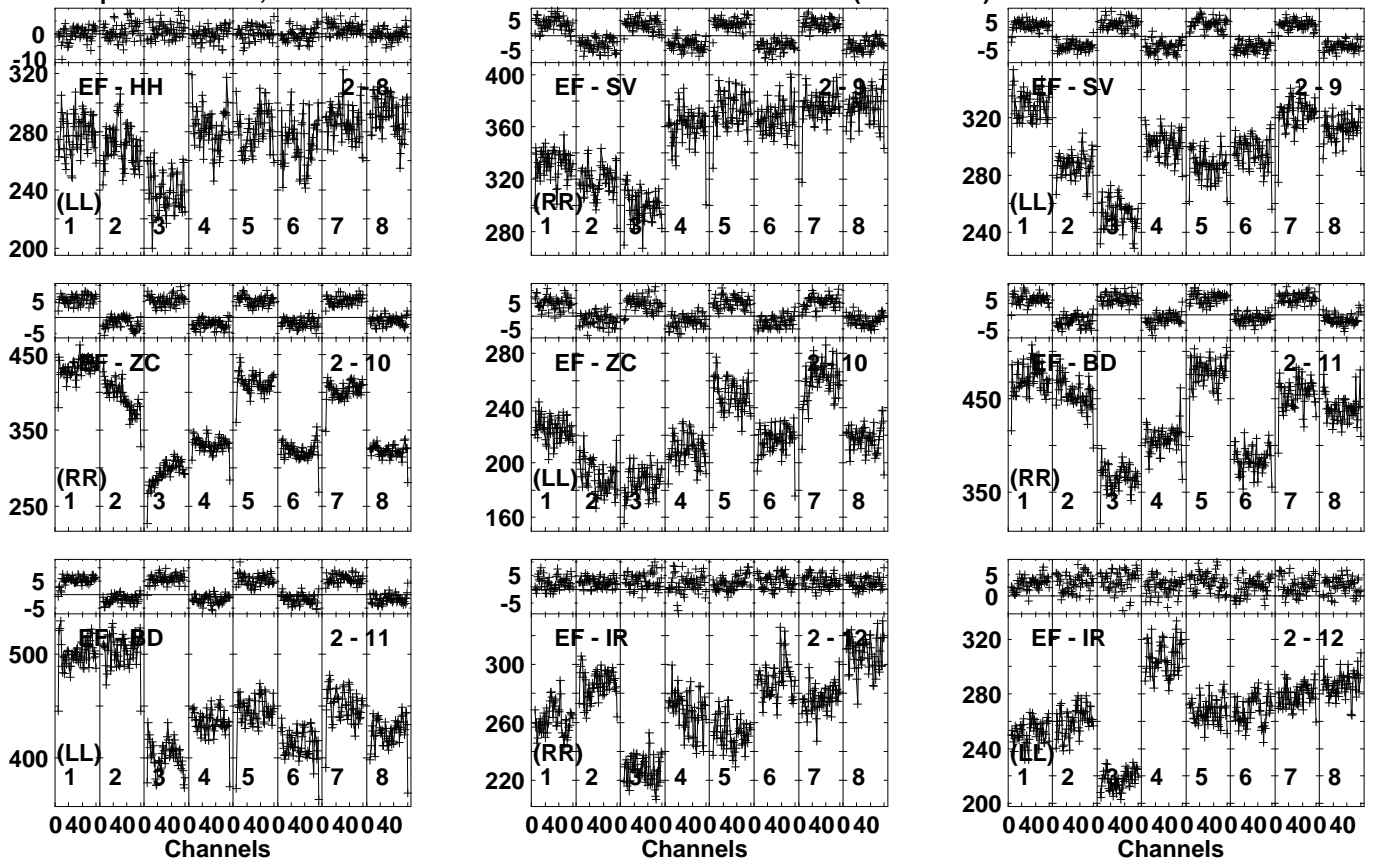 0
-10
320
280
240
200
EF - HH 2 - 8
(LL)
1 2 3 4 5 6 7 8
5
-5
400
360
320
280
EF - SV 2 - 9
(RR)
1 2 3 4 5 6 7 8
5
-5
320
280
240
EF - SV 2 - 9
(LL)
1 2 3 4 5 6 7 8
5
-5
450
350
250
EF - ZC 2 - 10
(RR)
1 2 3 4 5 6 7 8
5
-5
280
240
200
160
EF - ZC 2 - 10
(LL)
1 2 3 4 5 6 7 8
5
-5
450
350
EF - BD 2 - 11
(RR)
1 2 3 4 5 6 7 8
5
-5
500
400
EF - BD 2 - 11
(LL)
1 2 3 4 5 6 7 8
0 40 0 40 0 40 0 40 0 40 0 40 0 40 0 40
Channels
5
-5
300
260
220
EF - IR 2 - 12
(RR)
1 2 3 4 5 6 7 8
0 40 0 40 0 40 0 40 0 40 0 40 0 40 0 40
Channels
5
0
320
280
240
200
EF - IR 2 - 12
(LL)
1 2 3 4 5 6 7 8
0 40 0 40 0 40 0 40 0 40 0 40 0 40 0 40
Channels